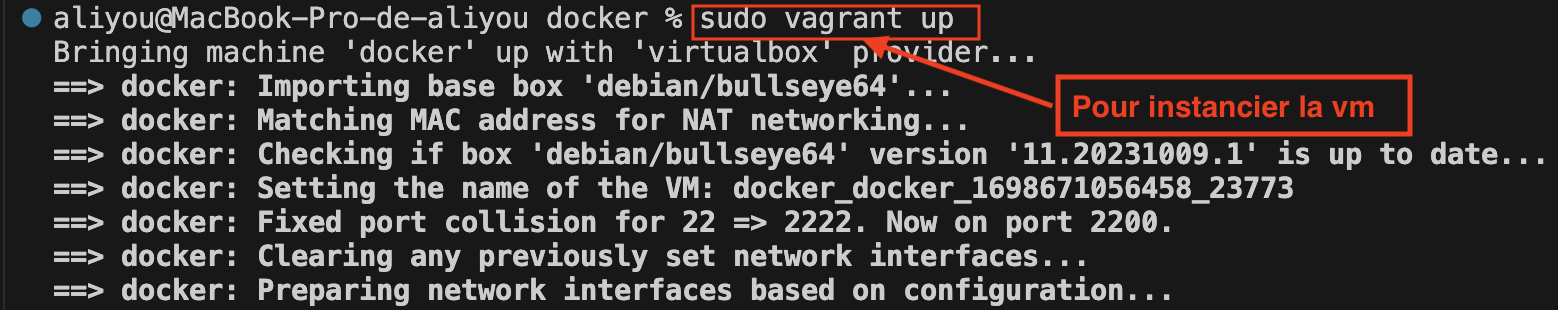 aliyou@MacBook-Pro-de-aliyou docker % sudo vagrant up
Bringing machine 'docker' up with 'virtualbox' provider...
==> docker: Importing base box 'debian/bullseye64'...
Pour instancier la vm
==> docker: Matching MAC address for NAT networking...
==> docker: Checking if box 'debian/bullseye64' version '11.20231009.1' is up to date...
==> docker: Setting the name of the VM: docker_docker_1698671056458_23773
==> docker: Fixed port collision for 22 => 2222. Now on port 2200.
==> docker: Clearing any previously set network interfaces...
==> docker: Preparing network interfaces based on configuration...